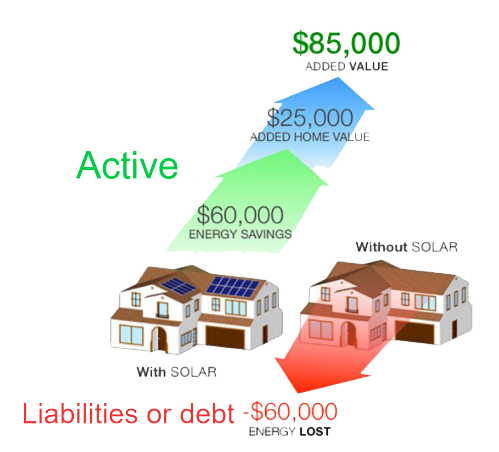 $85,000
ADDED VALUE
$25,000
ADDED HOME VALUE
Active
$60,000
ENERGY SAVINGS
Without SOLAR
With SOLAR
Liabilities or debt -$60,000
ENERGY LOST